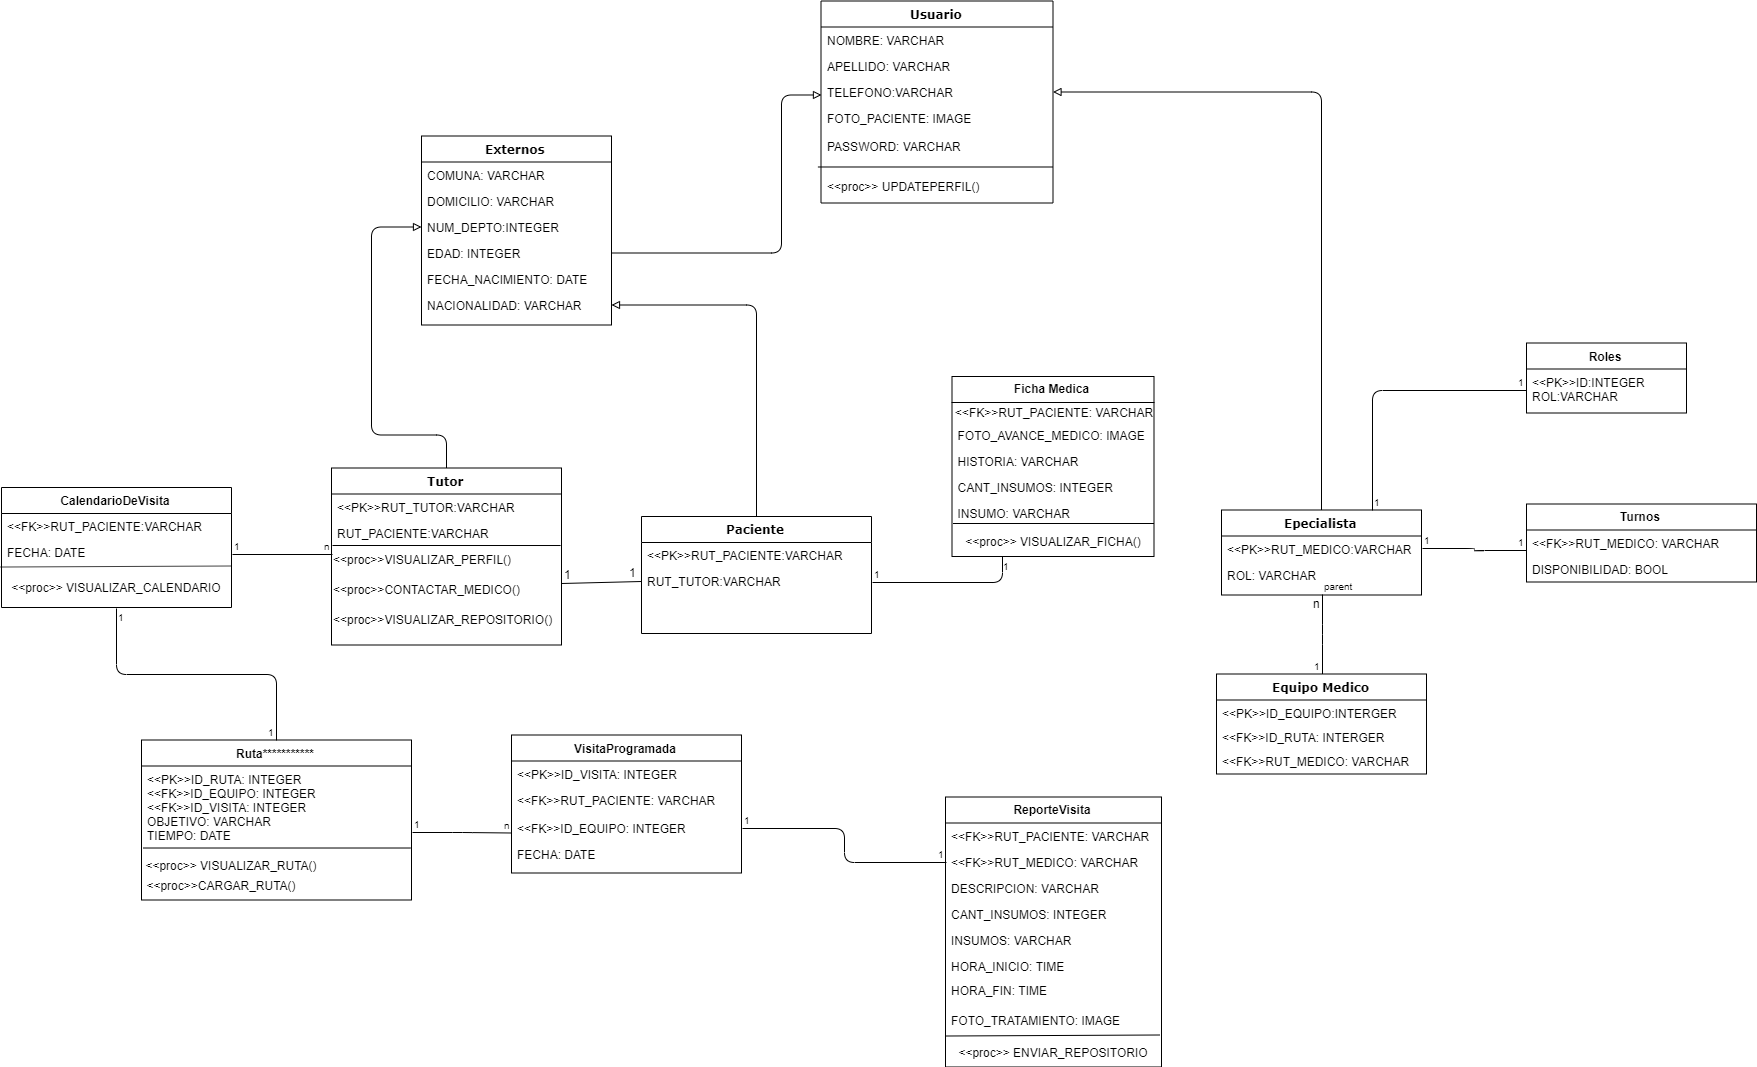 Usuario
NOMBRE: VARCHAR
APELLIDO: VARCHAR
TELEFONO:VARCHAR
FOTO_PACIENTE: IMAGE
PASSWORD: VARCHAR
<<proc>> UPDATEPERFIL()
Externos
COMUNA: VARCHAR
DOMICILIO: VARCHAR
NUM_DEPTO:INTEGER
EDAD: INTEGER
FECHA_NACIMIENTO: DATE
NACIONALIDAD: VARCHAR
Roles
<<PK>>ID:INTEGER
ROL:VARCHAR
1
1
Ficha Medica
<<FK>>RUT_PACIENTE: VARCHAR
FOTO_AVANCE_MEDICO: IMAGE
HISTORIA: VARCHAR
CANT_INSUMOS: INTEGER
INSUMO: VARCHAR
<<proc>> VISUALIZAR_FICHA()
1
1
Tutor
<<PK>>RUT_TUTOR:VARCHAR
RUT_PACIENTE:VARCHAR
<<proc>>VISUALIZAR_PERFIL()
<<proc>>CONTACTAR_MEDICO()
<<proc>>VISUALIZAR_REPOSITORIO()
1
1
CalendarioDeVisita
<<FK>>RUT_PACIENTE:VARCHAR
FECHA: DATE
<<proc>> VISUALIZAR_CALENDARIO
1
n
1
1
Paciente
<<PK>>RUT_PACIENTE:VARCHAR
RUT_TUTOR:VARCHAR
Epecialista
<<PK>>RUT_MEDICO:VARCHAR
ROL: VARCHAR
parent
n
1
1
1
Turnos
<<FK>>RUT_MEDICO: VARCHAR
DISPONIBILIDAD: BOOL
Equipo Medico
<<PK>>ID_EQUIPO:INTERGER
<<FK>>ID_RUTA: INTERGER
<<FK>>RUT_MEDICO: VARCHAR
Ruta***********
<<PK>>ID_RUTA: INTEGER
<<FK>>ID_EQUIPO: INTEGER
<<FK>>ID_VISITA: INTEGER
OBJETIVO: VARCHAR
TIEMPO: DATE
<<proc>> VISUALIZAR_RUTA()
<<proc>>CARGAR_RUTA()
1
n
VisitaProgramada
<<PK>>ID_VISITA: INTEGER
<<FK>>RUT_PACIENTE: VARCHAR
<<FK>>ID_EQUIPO: INTEGER
FECHA: DATE
1
1
ReporteVisita
<<FK>>RUT_PACIENTE: VARCHAR
<<FK>>RUT_MEDICO: VARCHAR
DESCRIPCION: VARCHAR
CANT_INSUMOS: INTEGER
INSUMOS: VARCHAR
HORA_INICIO: TIME
HORA_FIN: TIME
FOTO_TRATAMIENTO: IMAGE
<<proc>> ENVIAR_REPOSITORIO